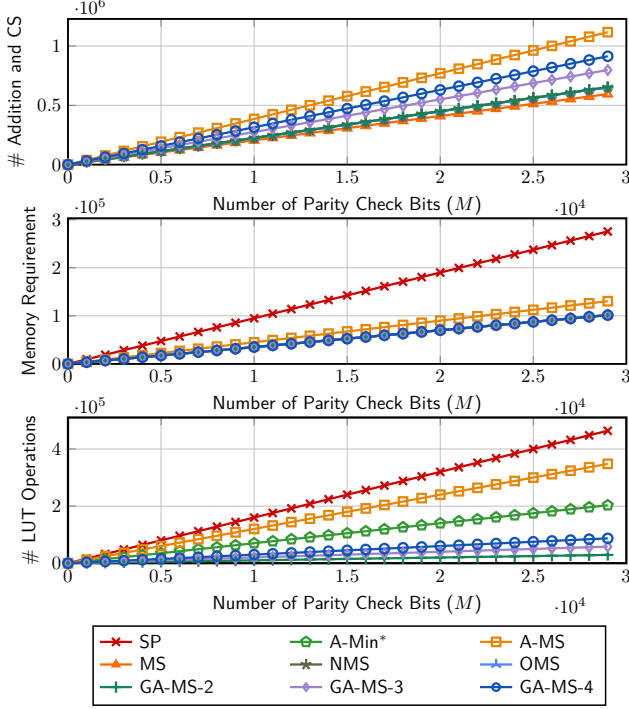 ·10^6
# Addition and CS
1
0.5
0
0 0.5 1 1.5 2 2.5 3
Number of Parity Check Bits (M) ·10^4
·10^5
Memory Requirement
3
2
1
0
0 0.5 1 1.5 2 2.5 3
Number of Parity Check Bits (M) ·10^4
·10^5
# LUT Operations
4
2
0
0 0.5 1 1.5 2 2.5 3
Number of Parity Check Bits (M) ·10^4
SP A-Min* A-MS
MS NMS OMS
GA-MS-2 GA-MS-3 GA-MS-4